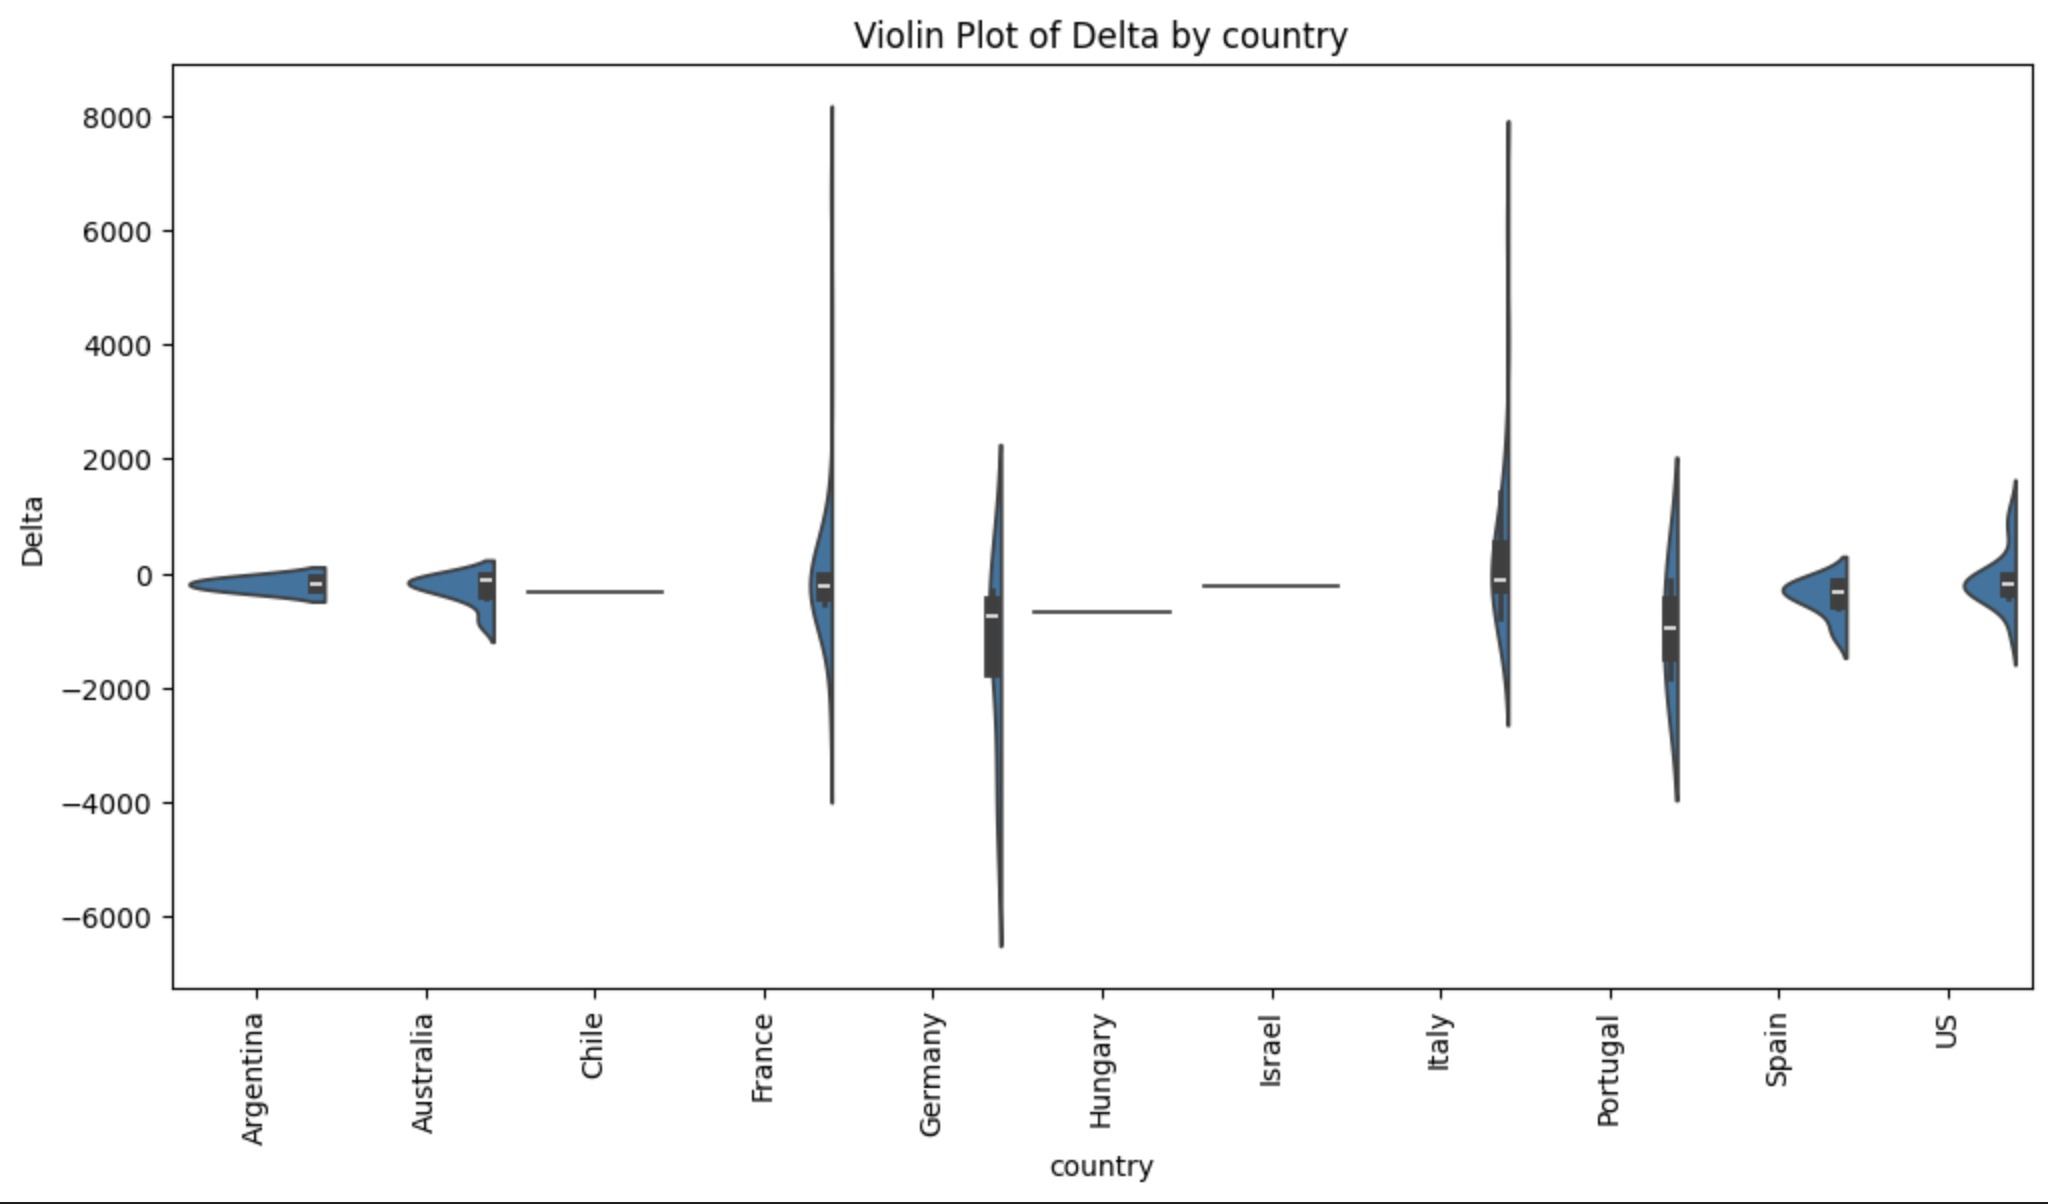 Violin Plot of Delta by country
8000
6000
4000
2000
0
−2000
−4000
−6000
Delta
Argentina
Australia
Chile
France
Germany
Hungary
Israel
Italy
Portugal
Spain
US
country